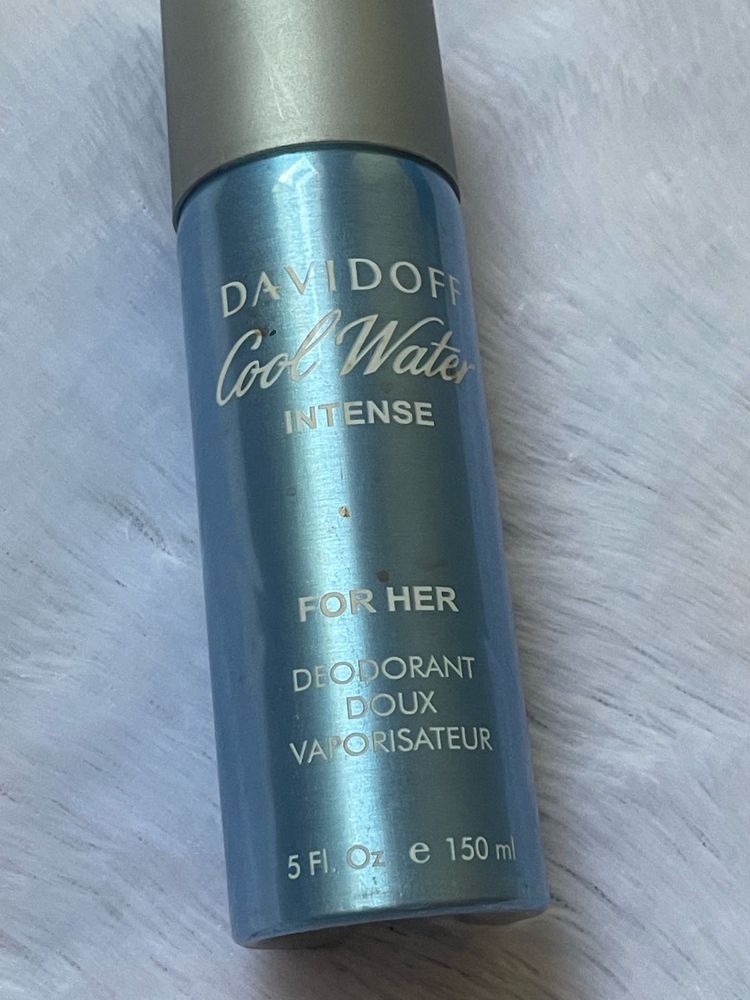 DAVIDOFF
Cool Water
INTENSE
FOR HER
DEODORANT
DOUX
VAPORISATEUR
5 Fl. Oz e 150 ml